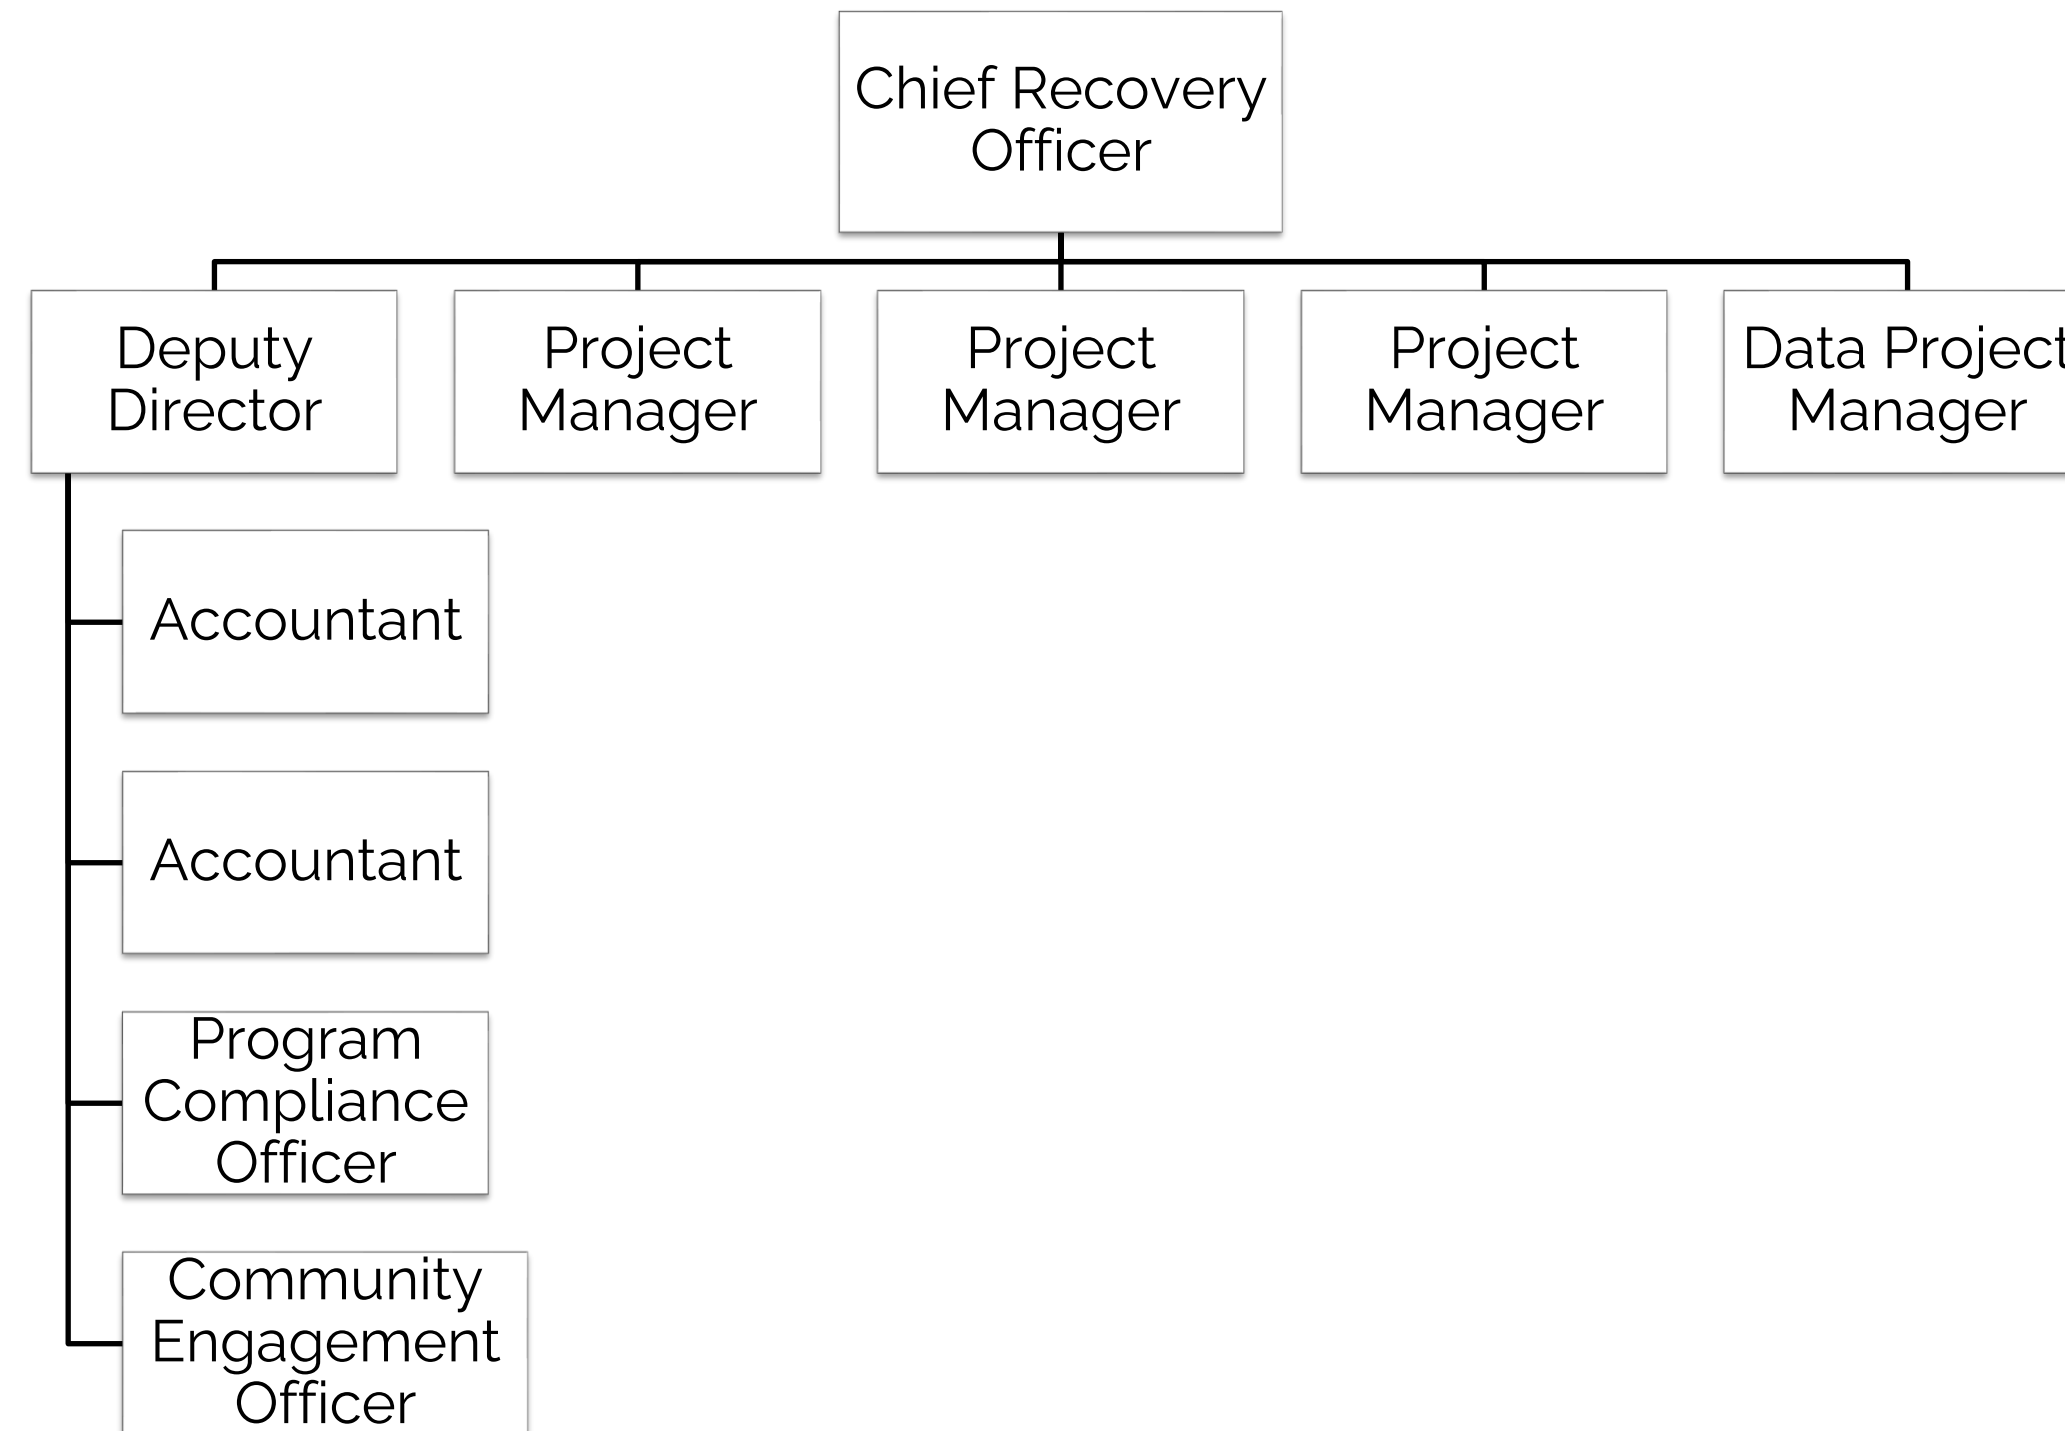 Chief Recovery
Officer
Deputy
Director
Project
Manager
Project
Manager
Project
Manager
Data Project
Manager
Accountant
Accountant
Program
Compliance
Officer
Community
Engagement
Officer